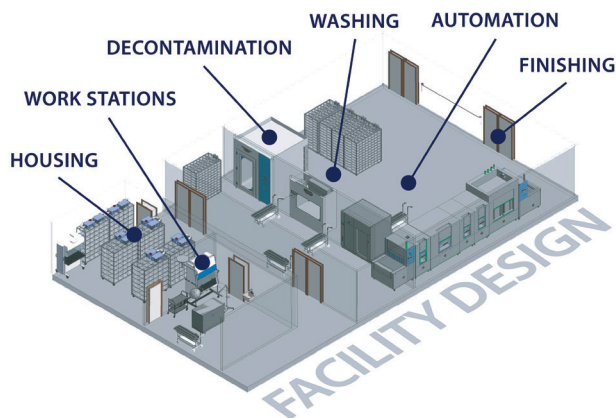 WASHING
AUTOMATION
DECONTAMINATION
FINISHING
WORK STATIONS
HOUSING
FACILITY DESIGN